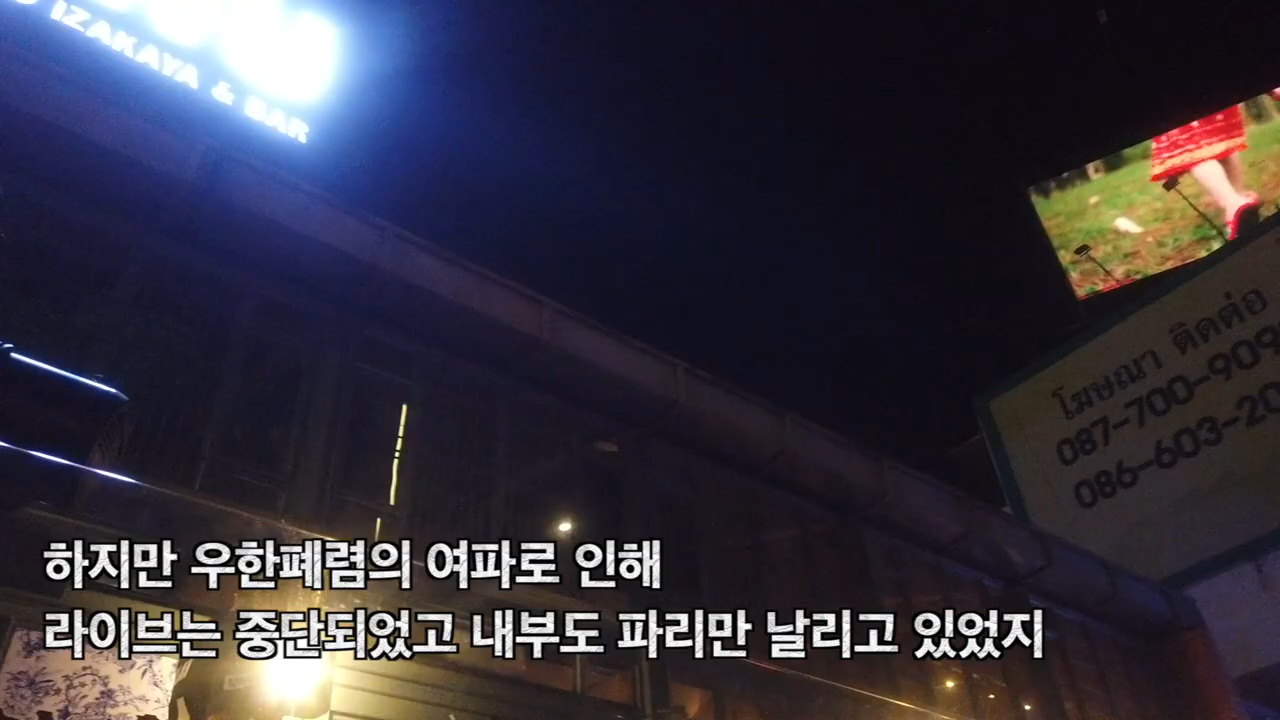 IZAKAYA & BAR
โฆษณา ติดต่อ
087-700-909
086-603-20
하지만 우한폐렴의 여파로 인해
라이브는 중단되었고 내부도 파리만 날리고 있었지